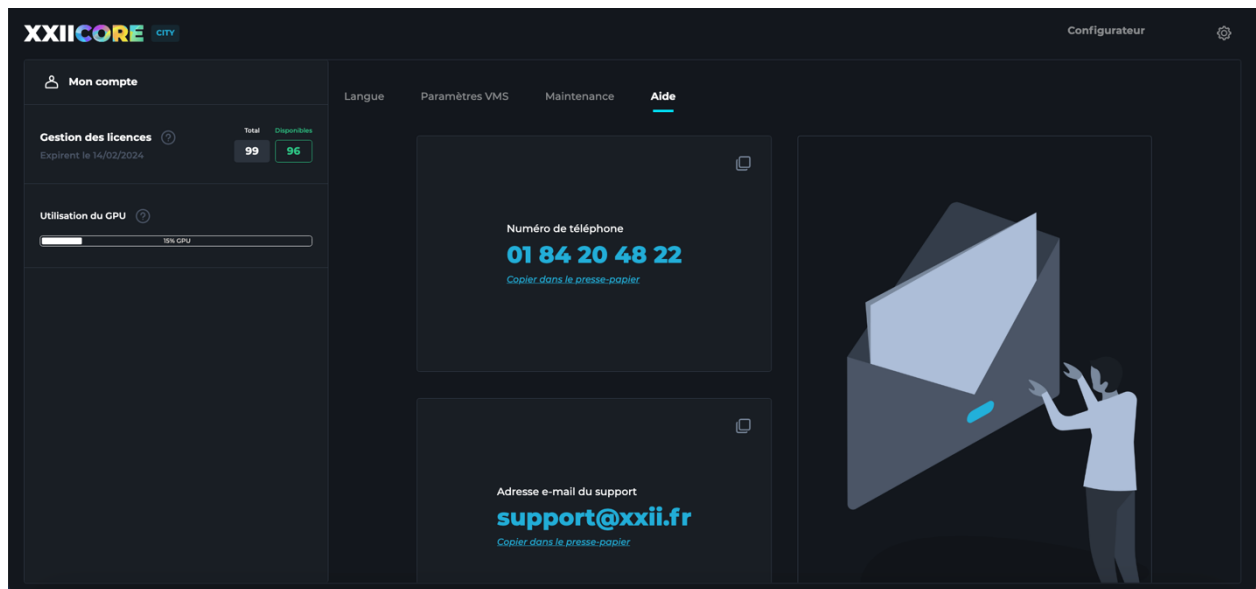 XXIICORE CITY
Configurateur
Mon compte
Gestion des licences ?
Expirent le 14/02/2024
Total Disponibles
99 96
Utilisation du GPU ?
15% GPU
Langue Paramètres VMS Maintenance Aide
Numéro de téléphone
01 84 20 48 22
Copier dans le presse-papier
Adresse e-mail du support
support@xxii.fr
Copier dans le presse-papier